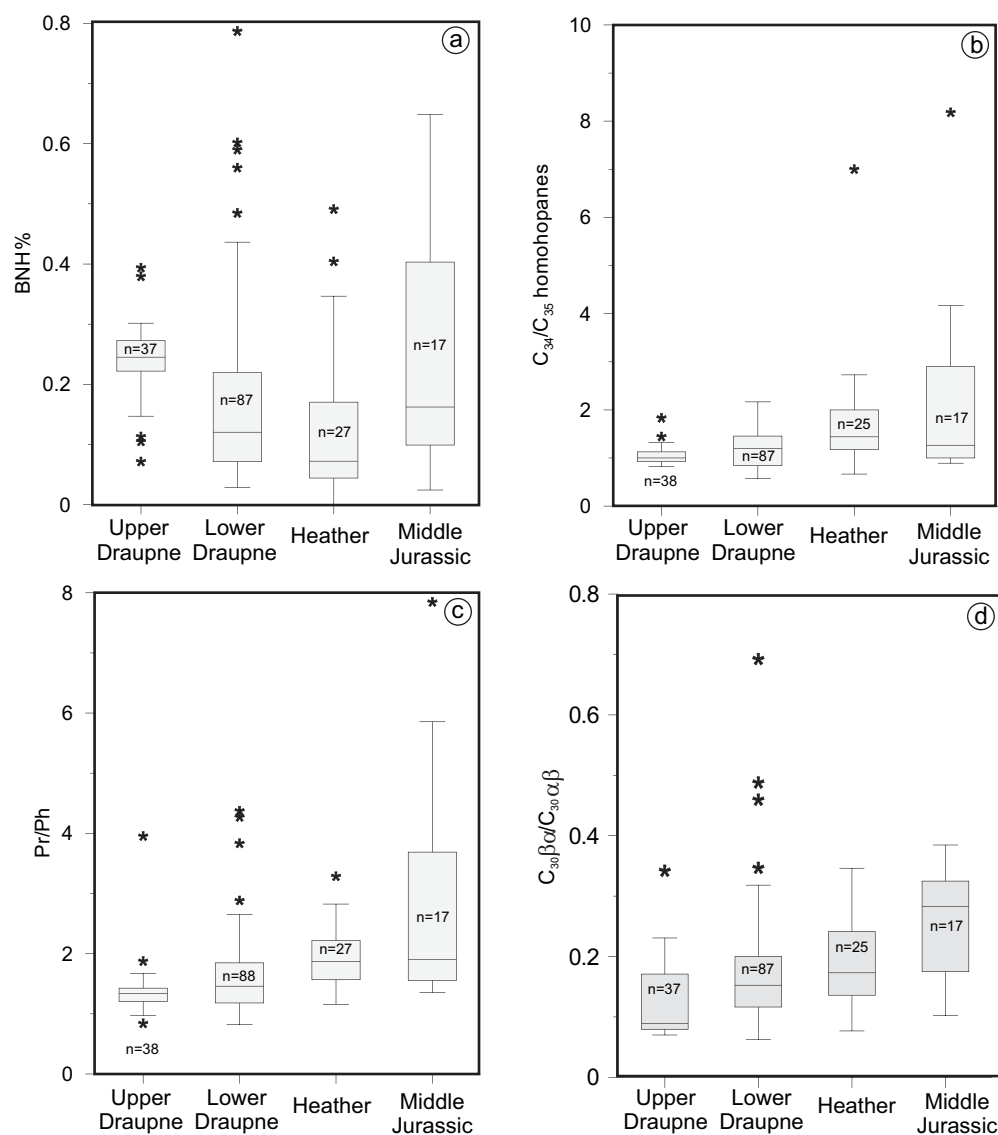 a
0.8
0.6
0.4
0.2
0
BNH%
n=37
n=87
n=27
n=17
Upper
Draupne
Lower
Draupne
Heather
Middle
Jurassic
b
10
8
6
4
2
0
C₃₄/C₃₅ homohopanes
n=38
n=87
n=25
n=17
Upper
Draupne
Lower
Draupne
Heather
Middle
Jurassic
c
8
6
4
2
0
Pr/Ph
n=38
n=88
n=27
n=17
Upper
Draupne
Lower
Draupne
Heather
Middle
Jurassic
d
0.8
0.6
0.4
0.2
0
C₃₀βα/C₃₀αβ
n=37
n=87
n=25
n=17
Upper
Draupne
Lower
Draupne
Heather
Middle
Jurassic